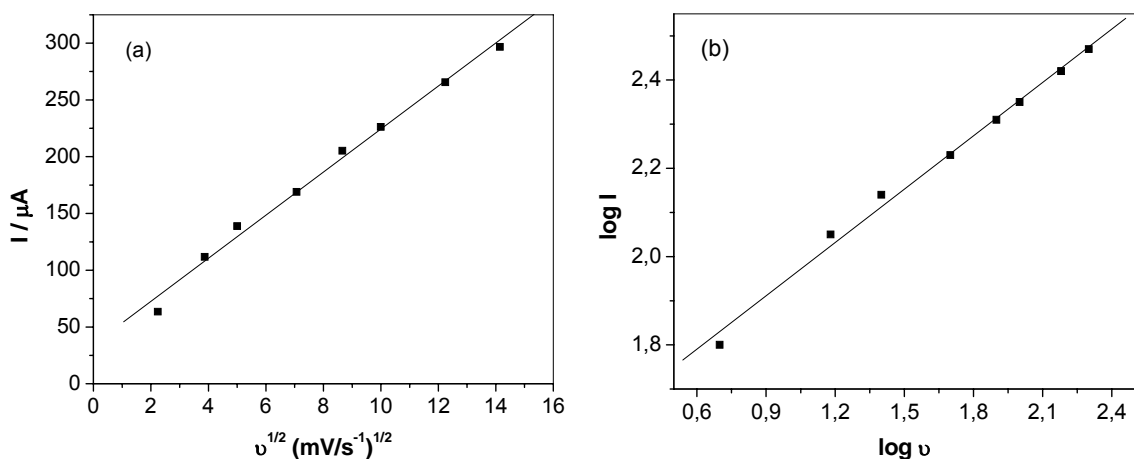 (a)
300
250
200
150
100
50
0
I / μA
0 2 4 6 8 10 12 14 16
υ1/2 (mV/s-1)1/2
(b)
2,4
2,2
2,0
1,8
log I
0,6 0,9 1,2 1,5 1,8 2,1 2,4
log υ